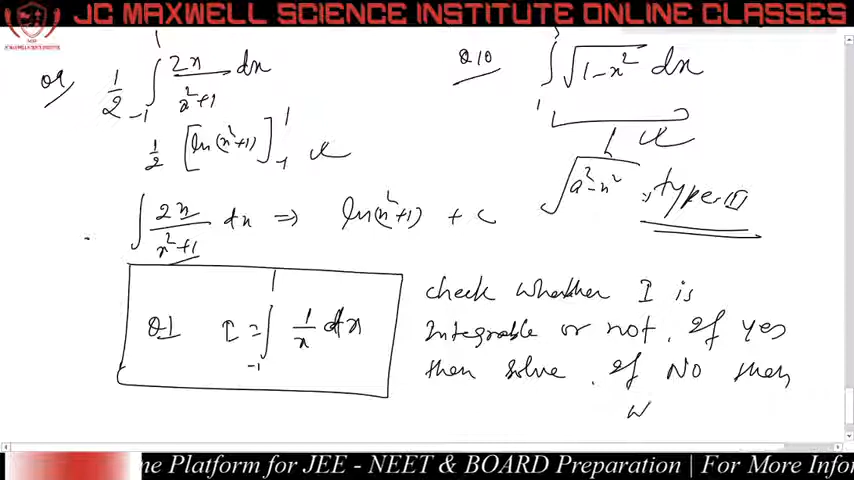 JC MAXWELL SCIENCE INSTITUTE ONLINE CLASSES
or, 1/2 ∫_{-1}^{1} 2x/(x²+1) dx
1/2 [ln(x²+1)]_{-1}^{1}
∫ 2x/(x²+1) dx ⇒ ln(x²+1) + c
Q10 ∫ √(1-x²) dx
√(a²-x²) type
Q1 I = ∫_{-1}^{1} 1/x dx
check whether I is
Integrable or not. If yes
then solve. If No then
W
me Platform for JEE - NEET & BOARD Preparation | For More Infor